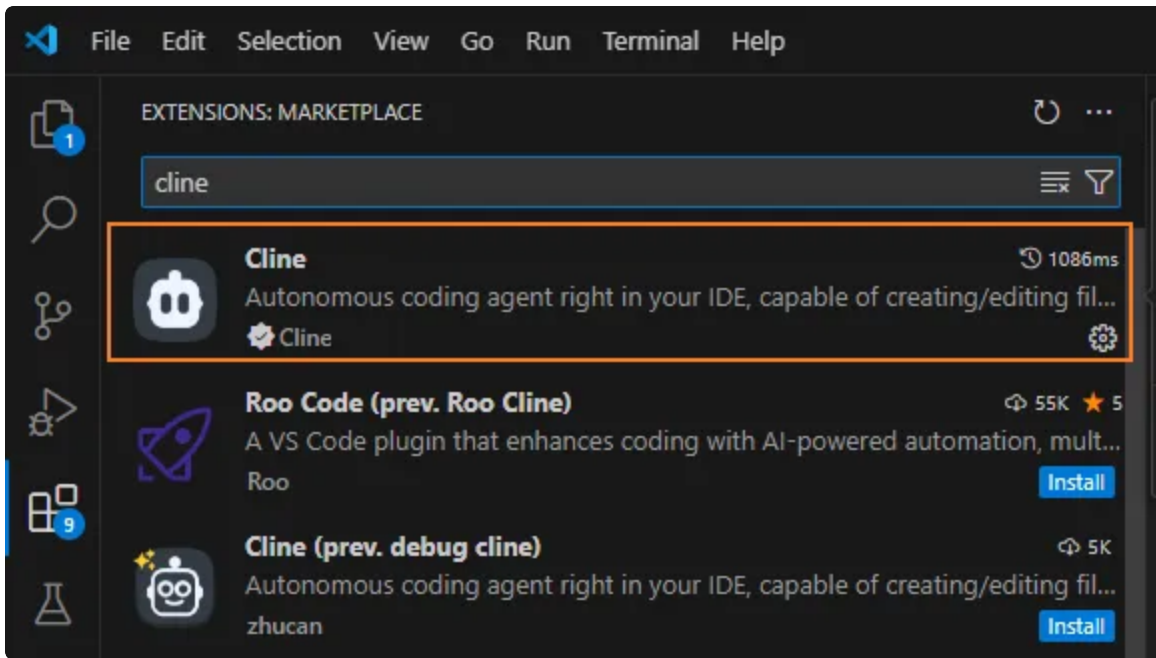 File Edit Selection View Go Run Terminal Help
EXTENSIONS: MARKETPLACE
1
cline
Cline 1086ms
Autonomous coding agent right in your IDE, capable of creating/editing fil...
Cline
Roo Code (prev. Roo Cline) 55K 5
A VS Code plugin that enhances coding with AI-powered automation, mult...
Roo Install
9
Cline (prev. debug cline) 5K
Autonomous coding agent right in your IDE, capable of creating/editing fil...
zhucan Install